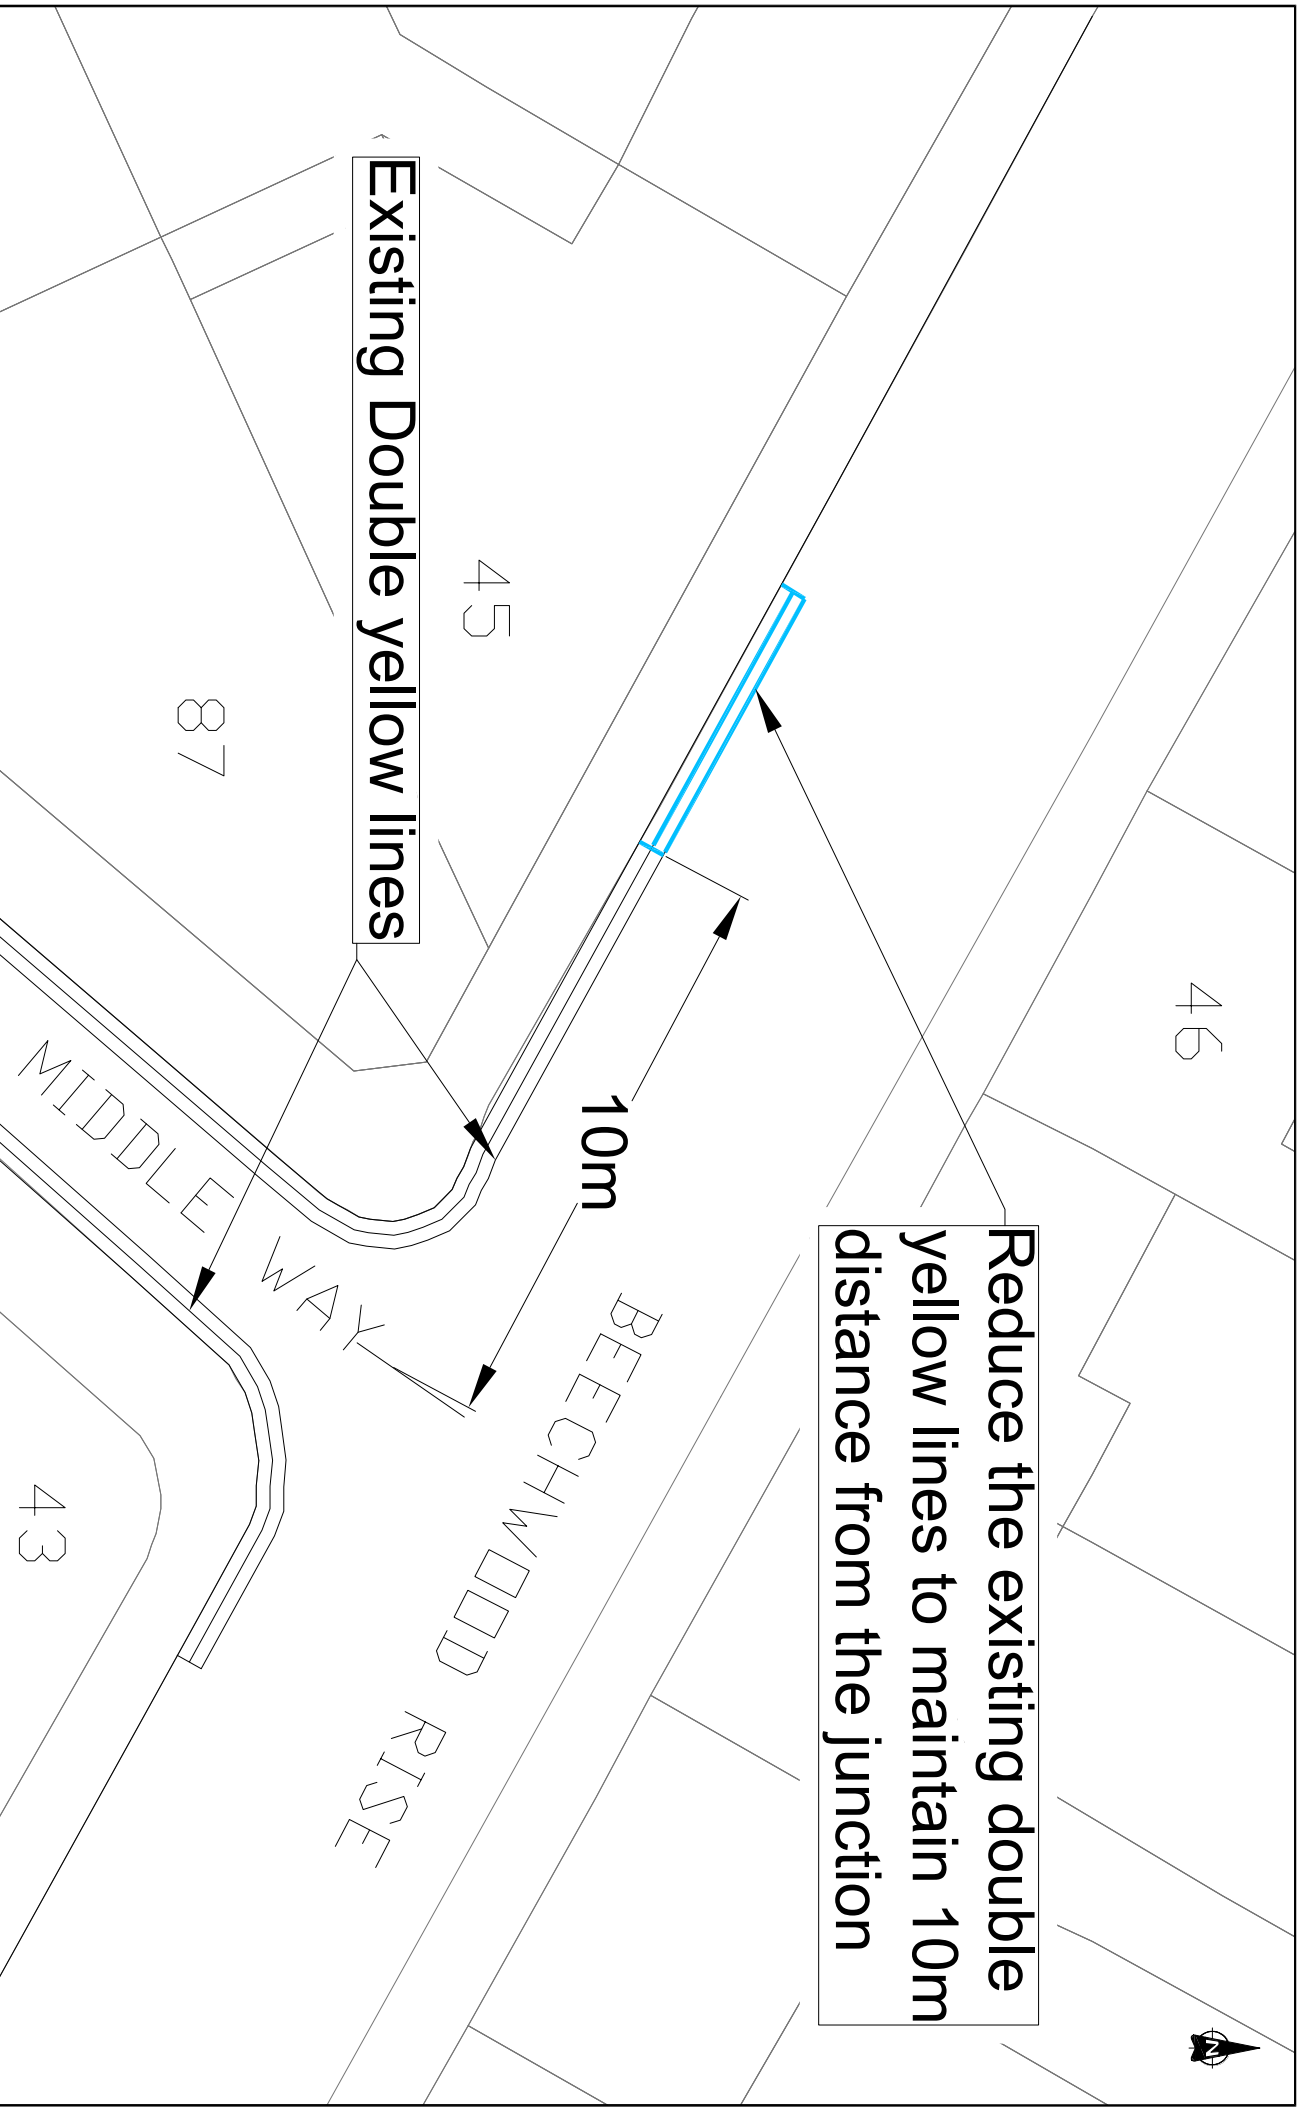 Reduce the existing double
yellow lines to maintain 10m
distance from the junction
N
46
10m
BEECHWOOD RISE
45
Existing Double yellow lines
87
MIDDLE WAY
43